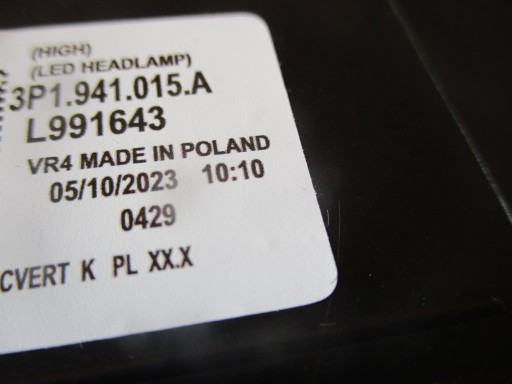 (HIGH)
(LED HEADLAMP)
3P1.941.015.A
L991643
VR4 MADE IN POLAND
05/10/2023 10:10
0429
CVERT K PL XX.X